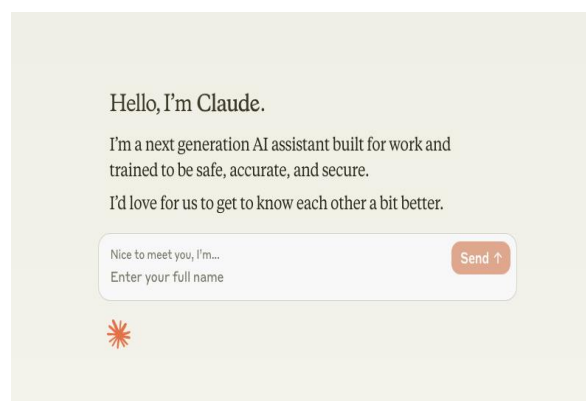 Hello, I'm Claude.
I'm a next generation AI assistant built for work and
trained to be safe, accurate, and secure.
I'd love for us to get to know each other a bit better.
Nice to meet you, I'm...
Enter your full name
Send ↑